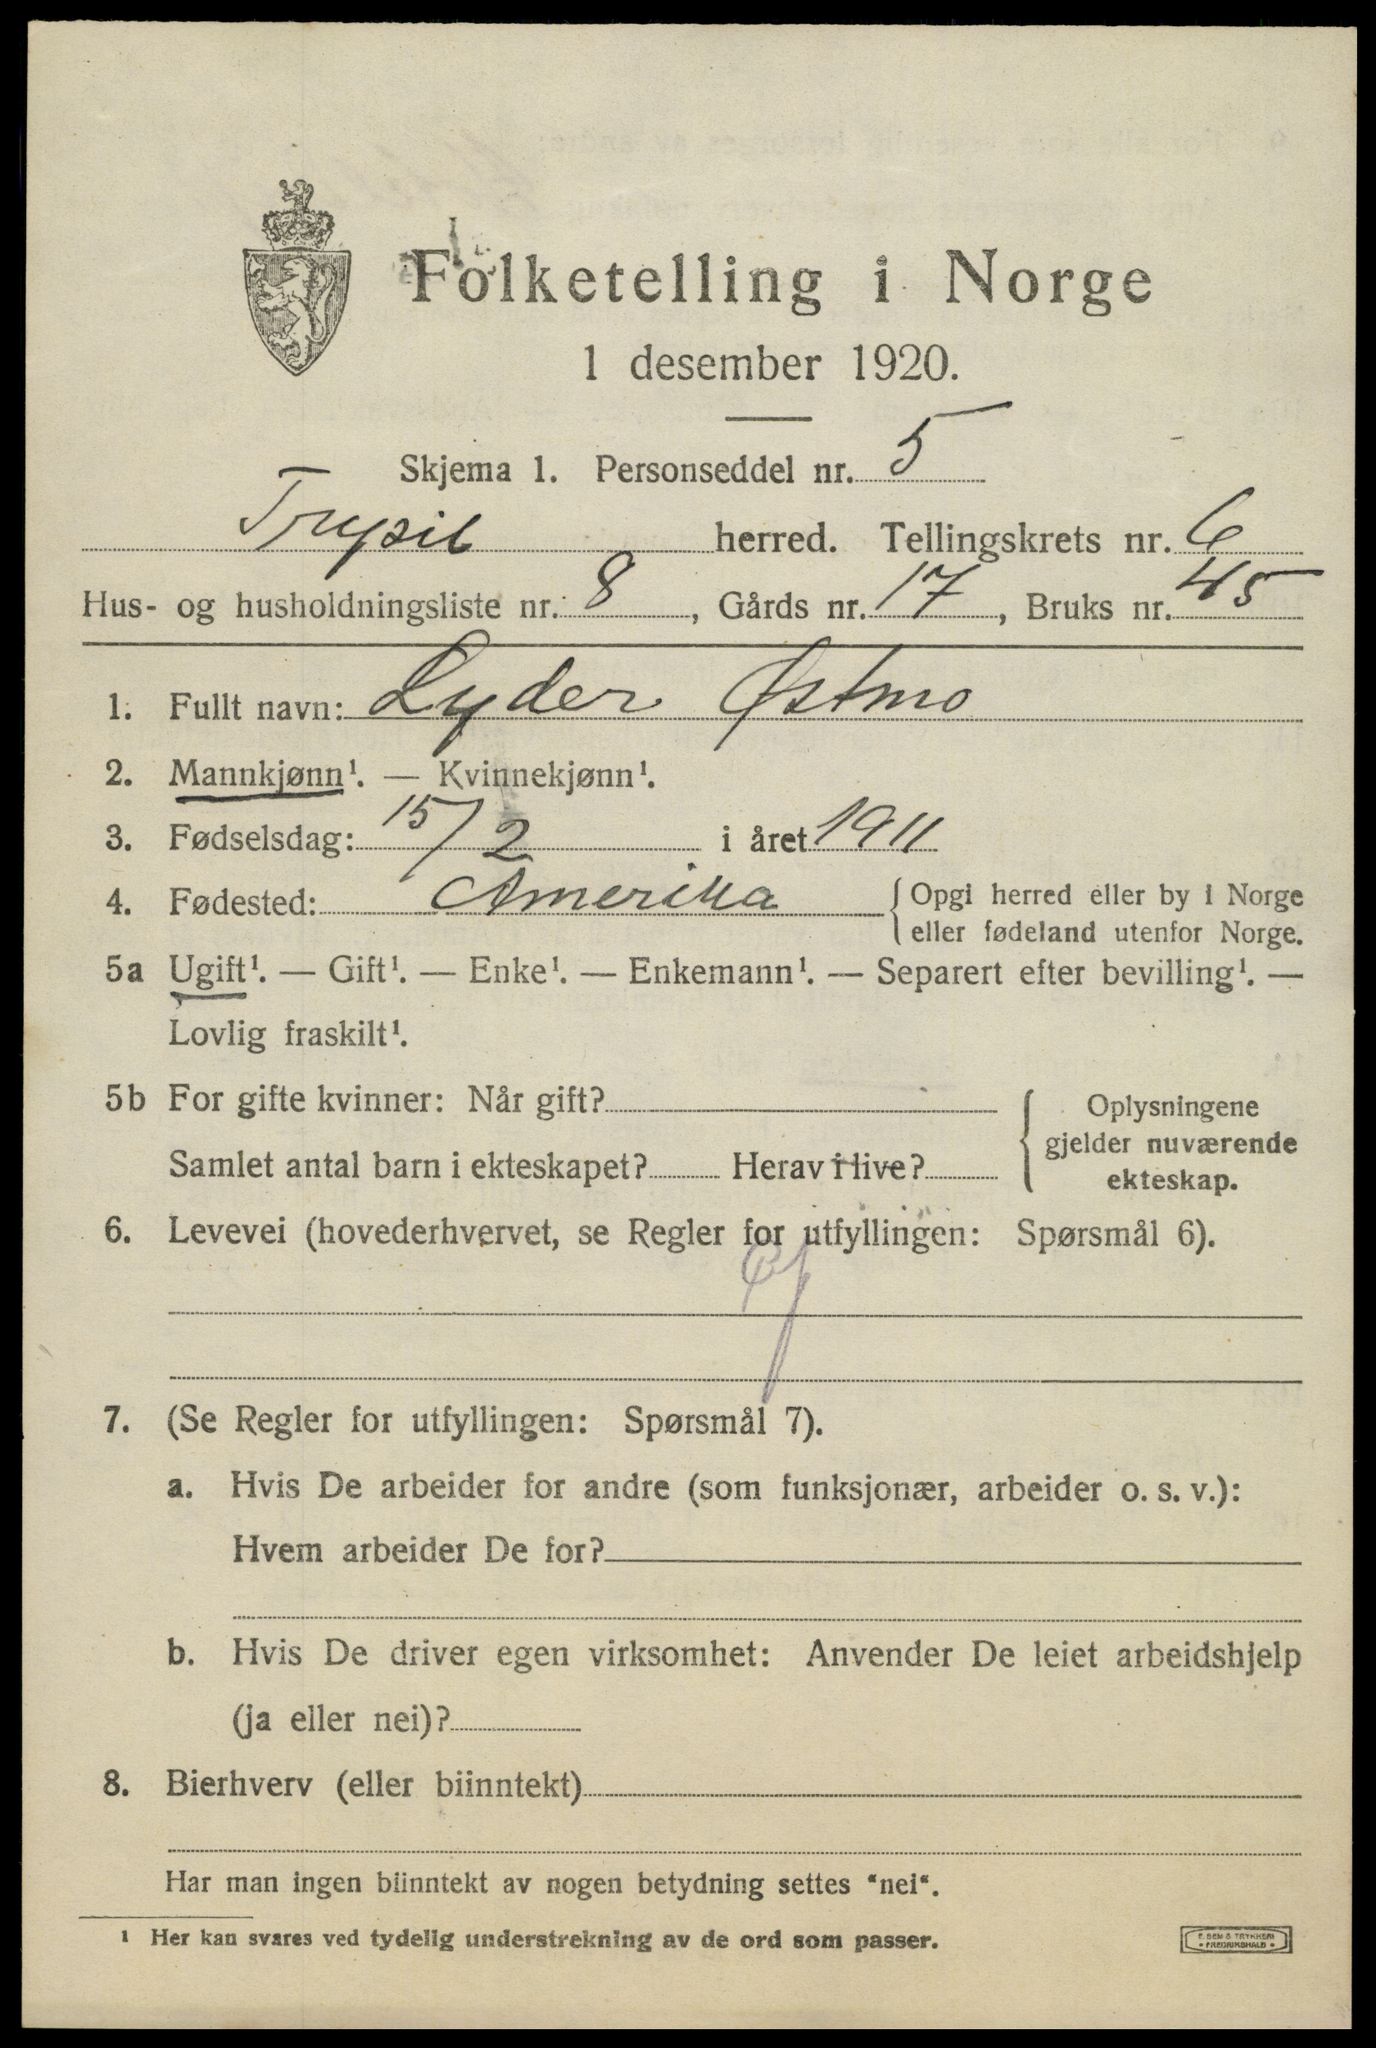 Folketelling i Norge
1 desember 1920.
Skjema 1. Personseddel nr. 5
Trysil herred. Tellingskrets nr. 6
Hus- og husholdningsliste nr. 8, Gårds nr. 17, Bruks nr. 45
1. Fullt navn: Lyder Østmo
2. Mannkjønn¹. — Kvinnekjønn¹.
3. Fødselsdag: 15/2 i året 1911
4. Fødested: Amerika { Opgi herred eller by i Norge
eller fødeland utenfor Norge.
5a Ugift¹. — Gift¹. — Enke¹. — Enkemann¹. — Separert efter bevilling¹. —
Lovlig fraskilt¹.
5b For gifte kvinner: Når gift? { Oplysningene
gjelder nuværende
ekteskap.
Samlet antal barn i ekteskapet? Herav i live?
6. Levevei (hovederhvervet, se Regler for utfyllingen: Spørsmål 6).
7. (Se Regler for utfyllingen: Spørsmål 7).
a. Hvis De arbeider for andre (som funksjonær, arbeider o. s. v.):
Hvem arbeider De for?
b. Hvis De driver egen virksomhet: Anvender De leiet arbeidshjelp
(ja eller nei)?
8. Bierhverv (eller biinntekt)
Har man ingen biinntekt av nogen betydning settes "nei".
¹ Her kan svares ved tydelig understrekning av de ord som passer.
FREDRIKSHALD